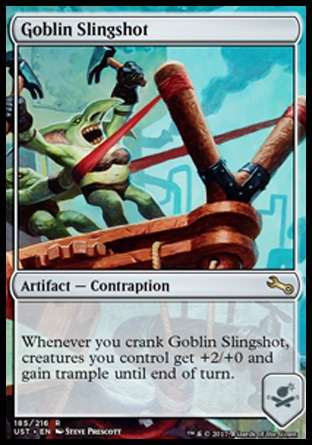 Goblin Slingshot
Artifact — Contraption
Whenever you crank Goblin Slingshot,
creatures you control get +2/+0 and
gain trample until end of turn.
185/216 R
UST • EN Steve Prescott
™ & © 2017 Wizards of the Coast